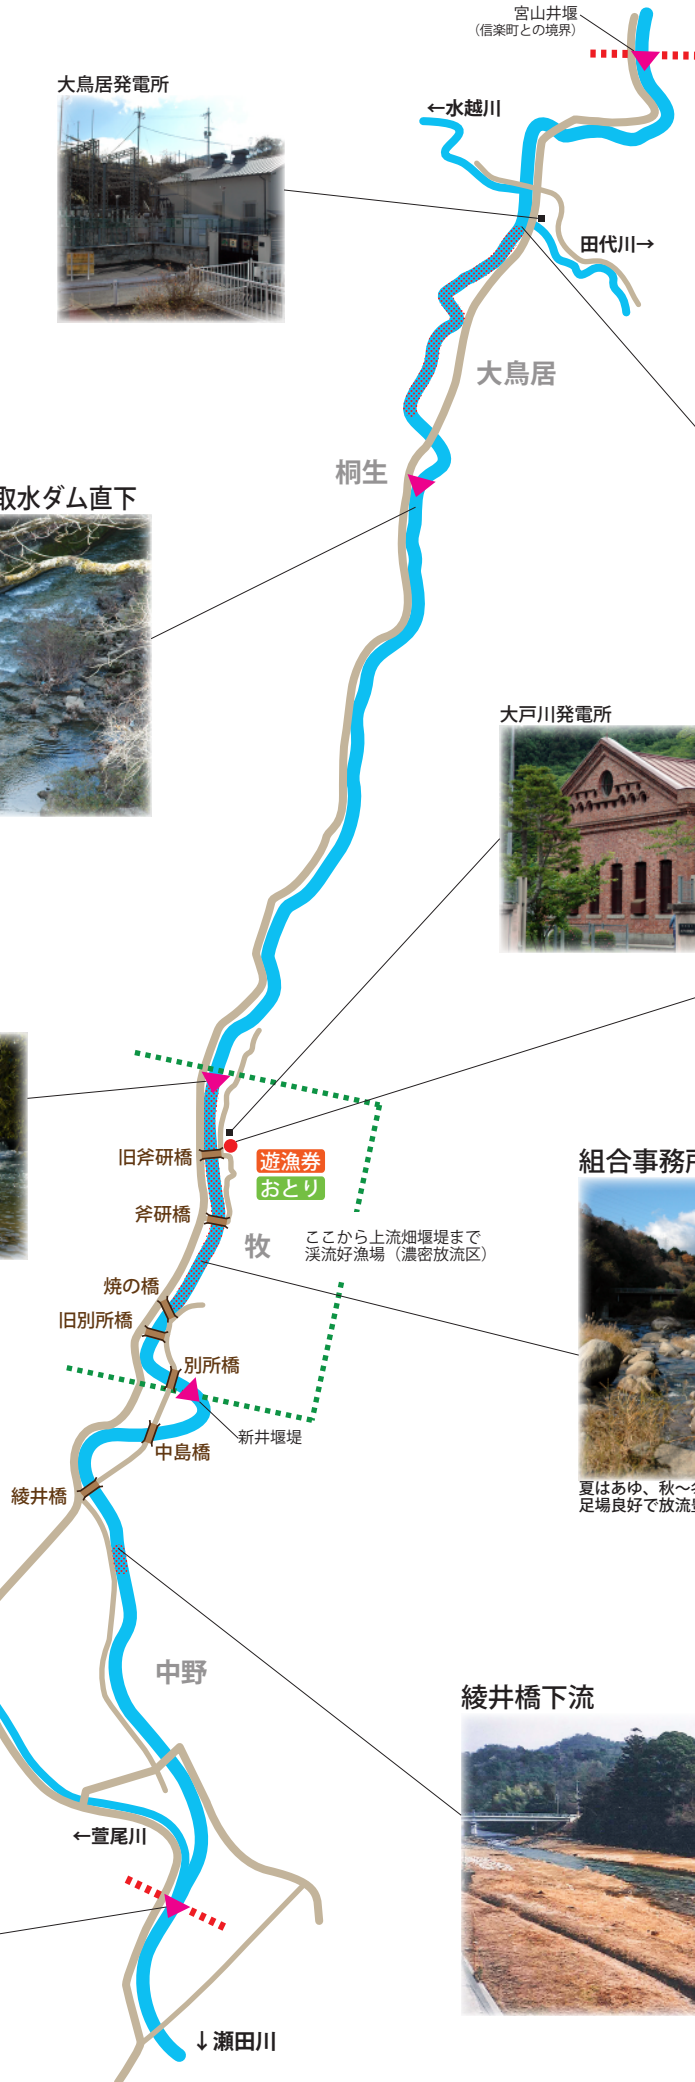 宮山井堰
（信楽町との境界）
大鳥居発電所
←水越川
田代川→
大鳥居
桐生
取水ダム直下
大戸川発電所
旧斧研橋
遊漁券
おとり
斧研橋
組合事務所
牧
ここから上流畑堰堤まで
渓流好漁場（濃密放流区）
焼の橋
旧別所橋
別所橋
新井堰堤
中島橋
綾井橋
夏はあゆ、秋〜
足場良好で放流
中野
綾井橋下流
←萱尾川
↓瀬田川